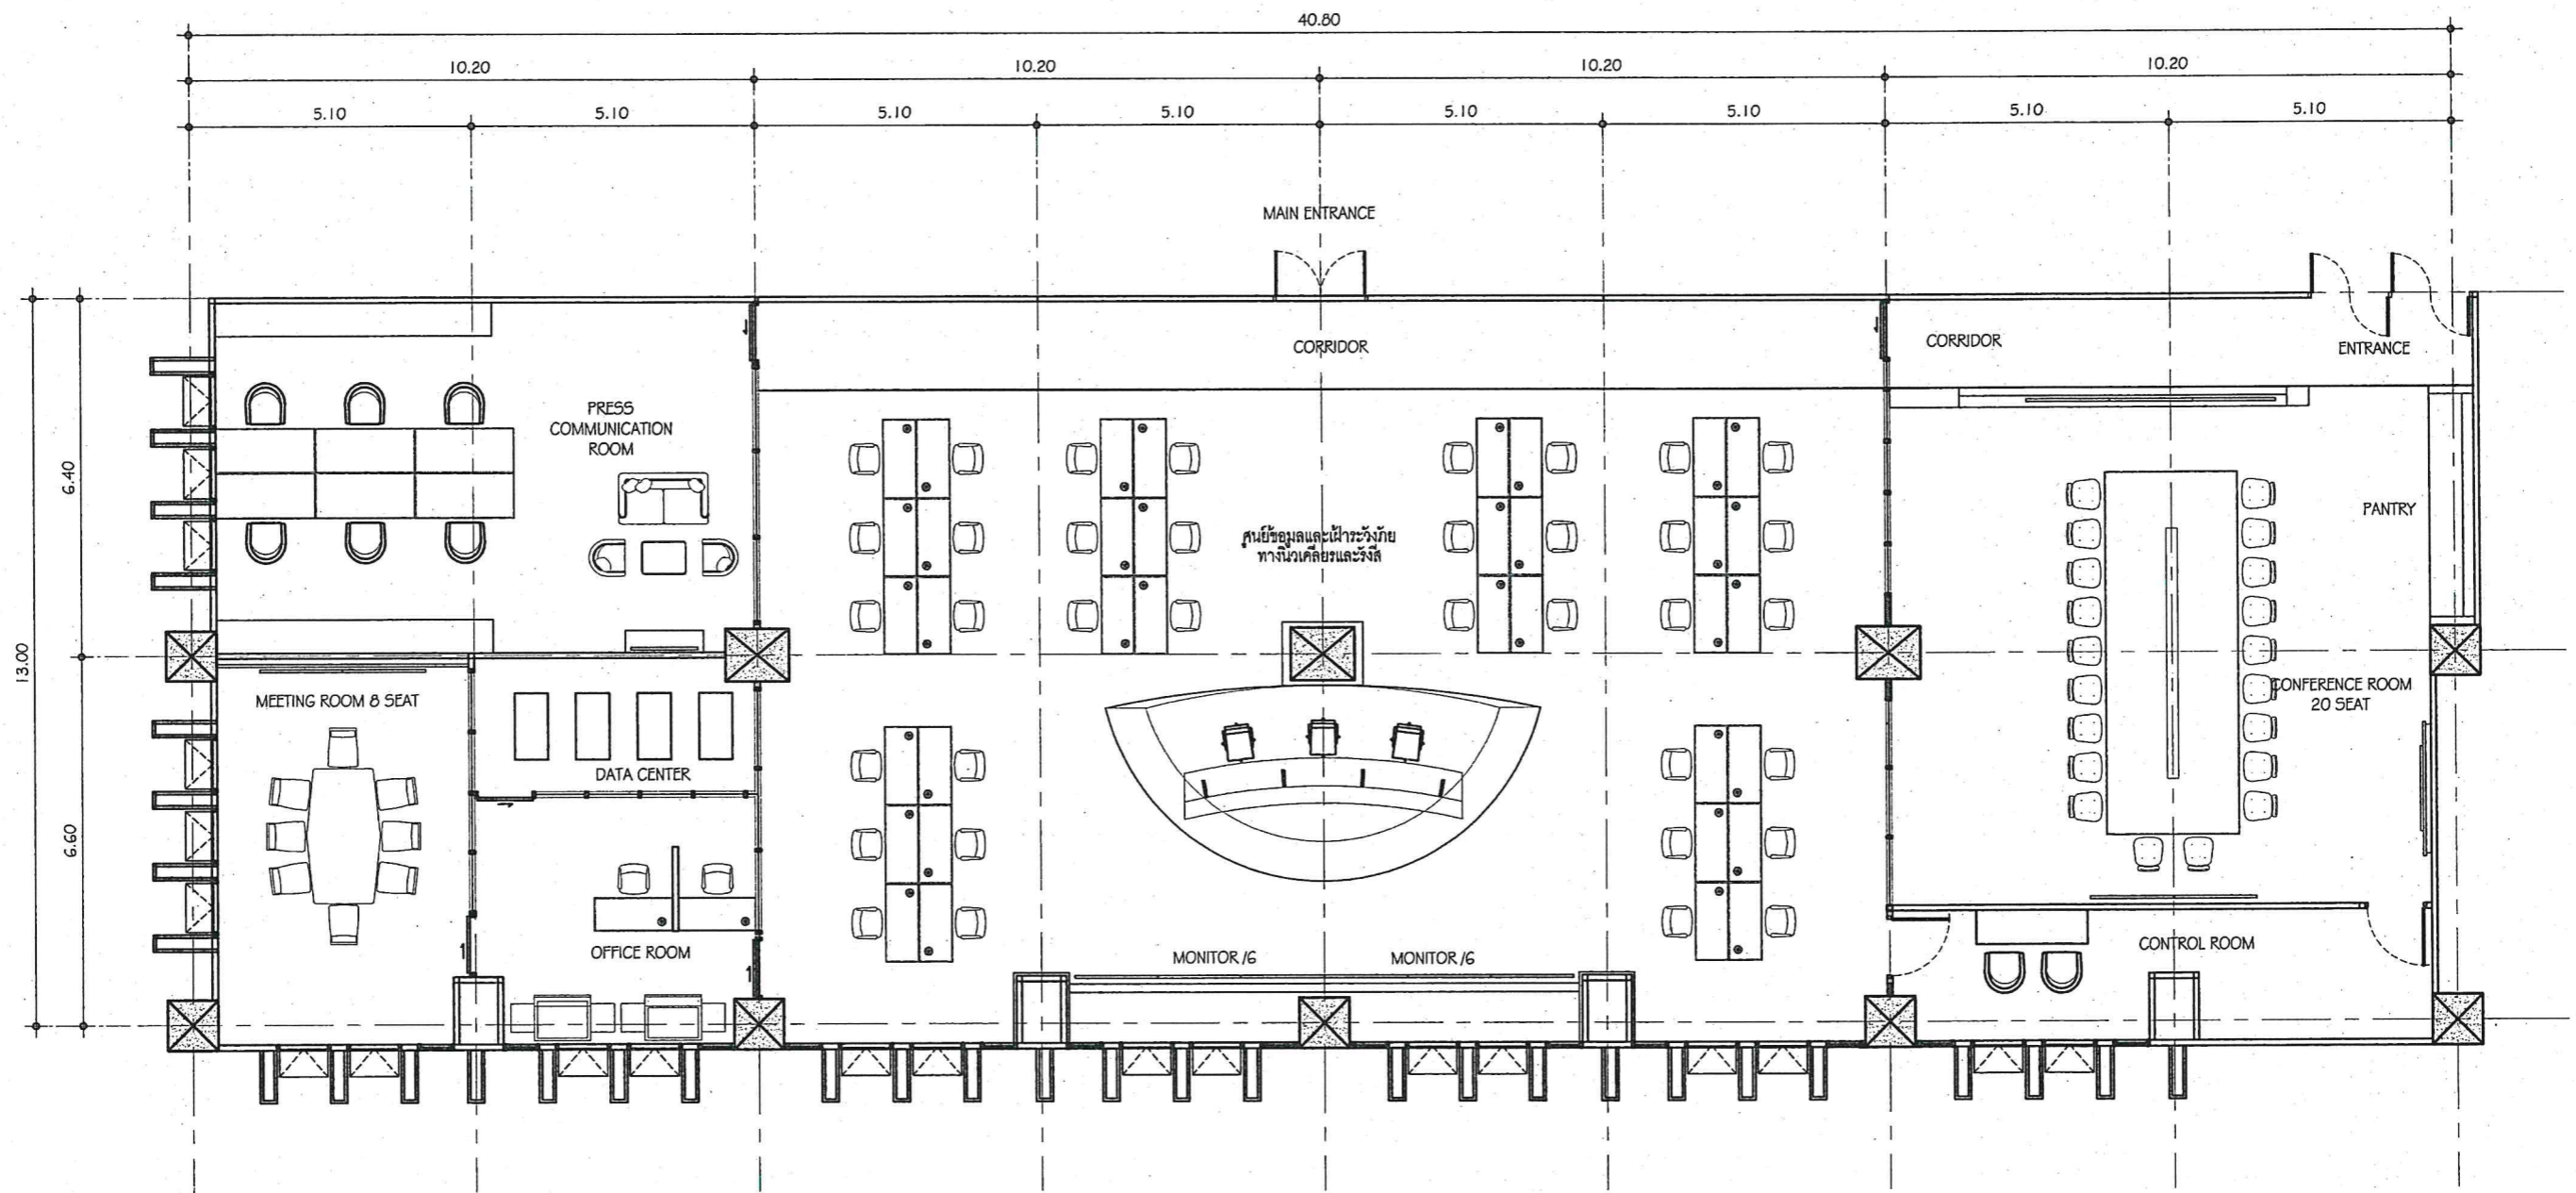 40.80
10.20
10.20
10.20
10.20
5.10
5.10
5.10
5.10
5.10
5.10
5.10
5.10
MAIN ENTRANCE
CORRIDOR
CORRIDOR
ENTRANCE
PRESS
COMMUNICATION
ROOM
6.40
13.00
6.60
PANTRY
ศูนย์ข้อมูลและเฝ้าระวังภัย
ทางนิวเคลียร์และรังสี
MEETING ROOM 8 SEAT
CONFERENCE ROOM
20 SEAT
DATA CENTER
OFFICE ROOM
MONITOR /6
MONITOR /6
CONTROL ROOM